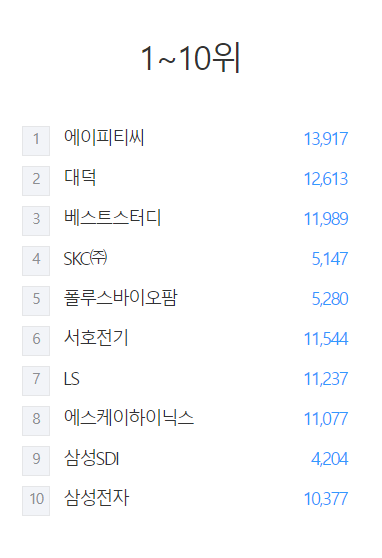 1~10위
1 에이피티씨 13,917
2 대덕 12,613
3 베스트스터디 11,989
4 SKC㈜ 5,147
5 폴루스바이오팜 5,280
6 서호전기 11,544
7 LS 11,237
8 에스케이하이닉스 11,077
9 삼성SDI 4,204
10 삼성전자 10,377